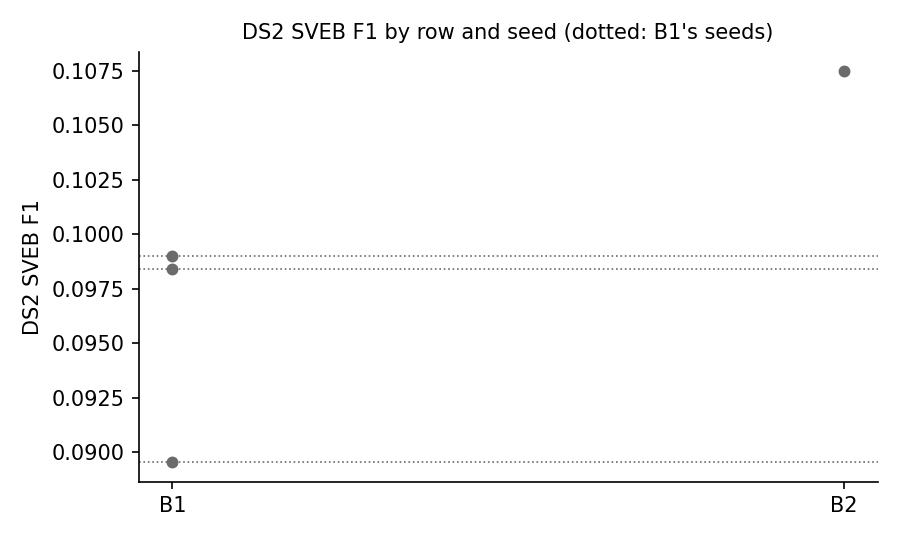 DS2 SVEB F1 by row and seed (dotted: B1's seeds)
DS2 SVEB F1
0.1075
0.1050
0.1025
0.1000
0.0975
0.0950
0.0925
0.0900
B1
B2